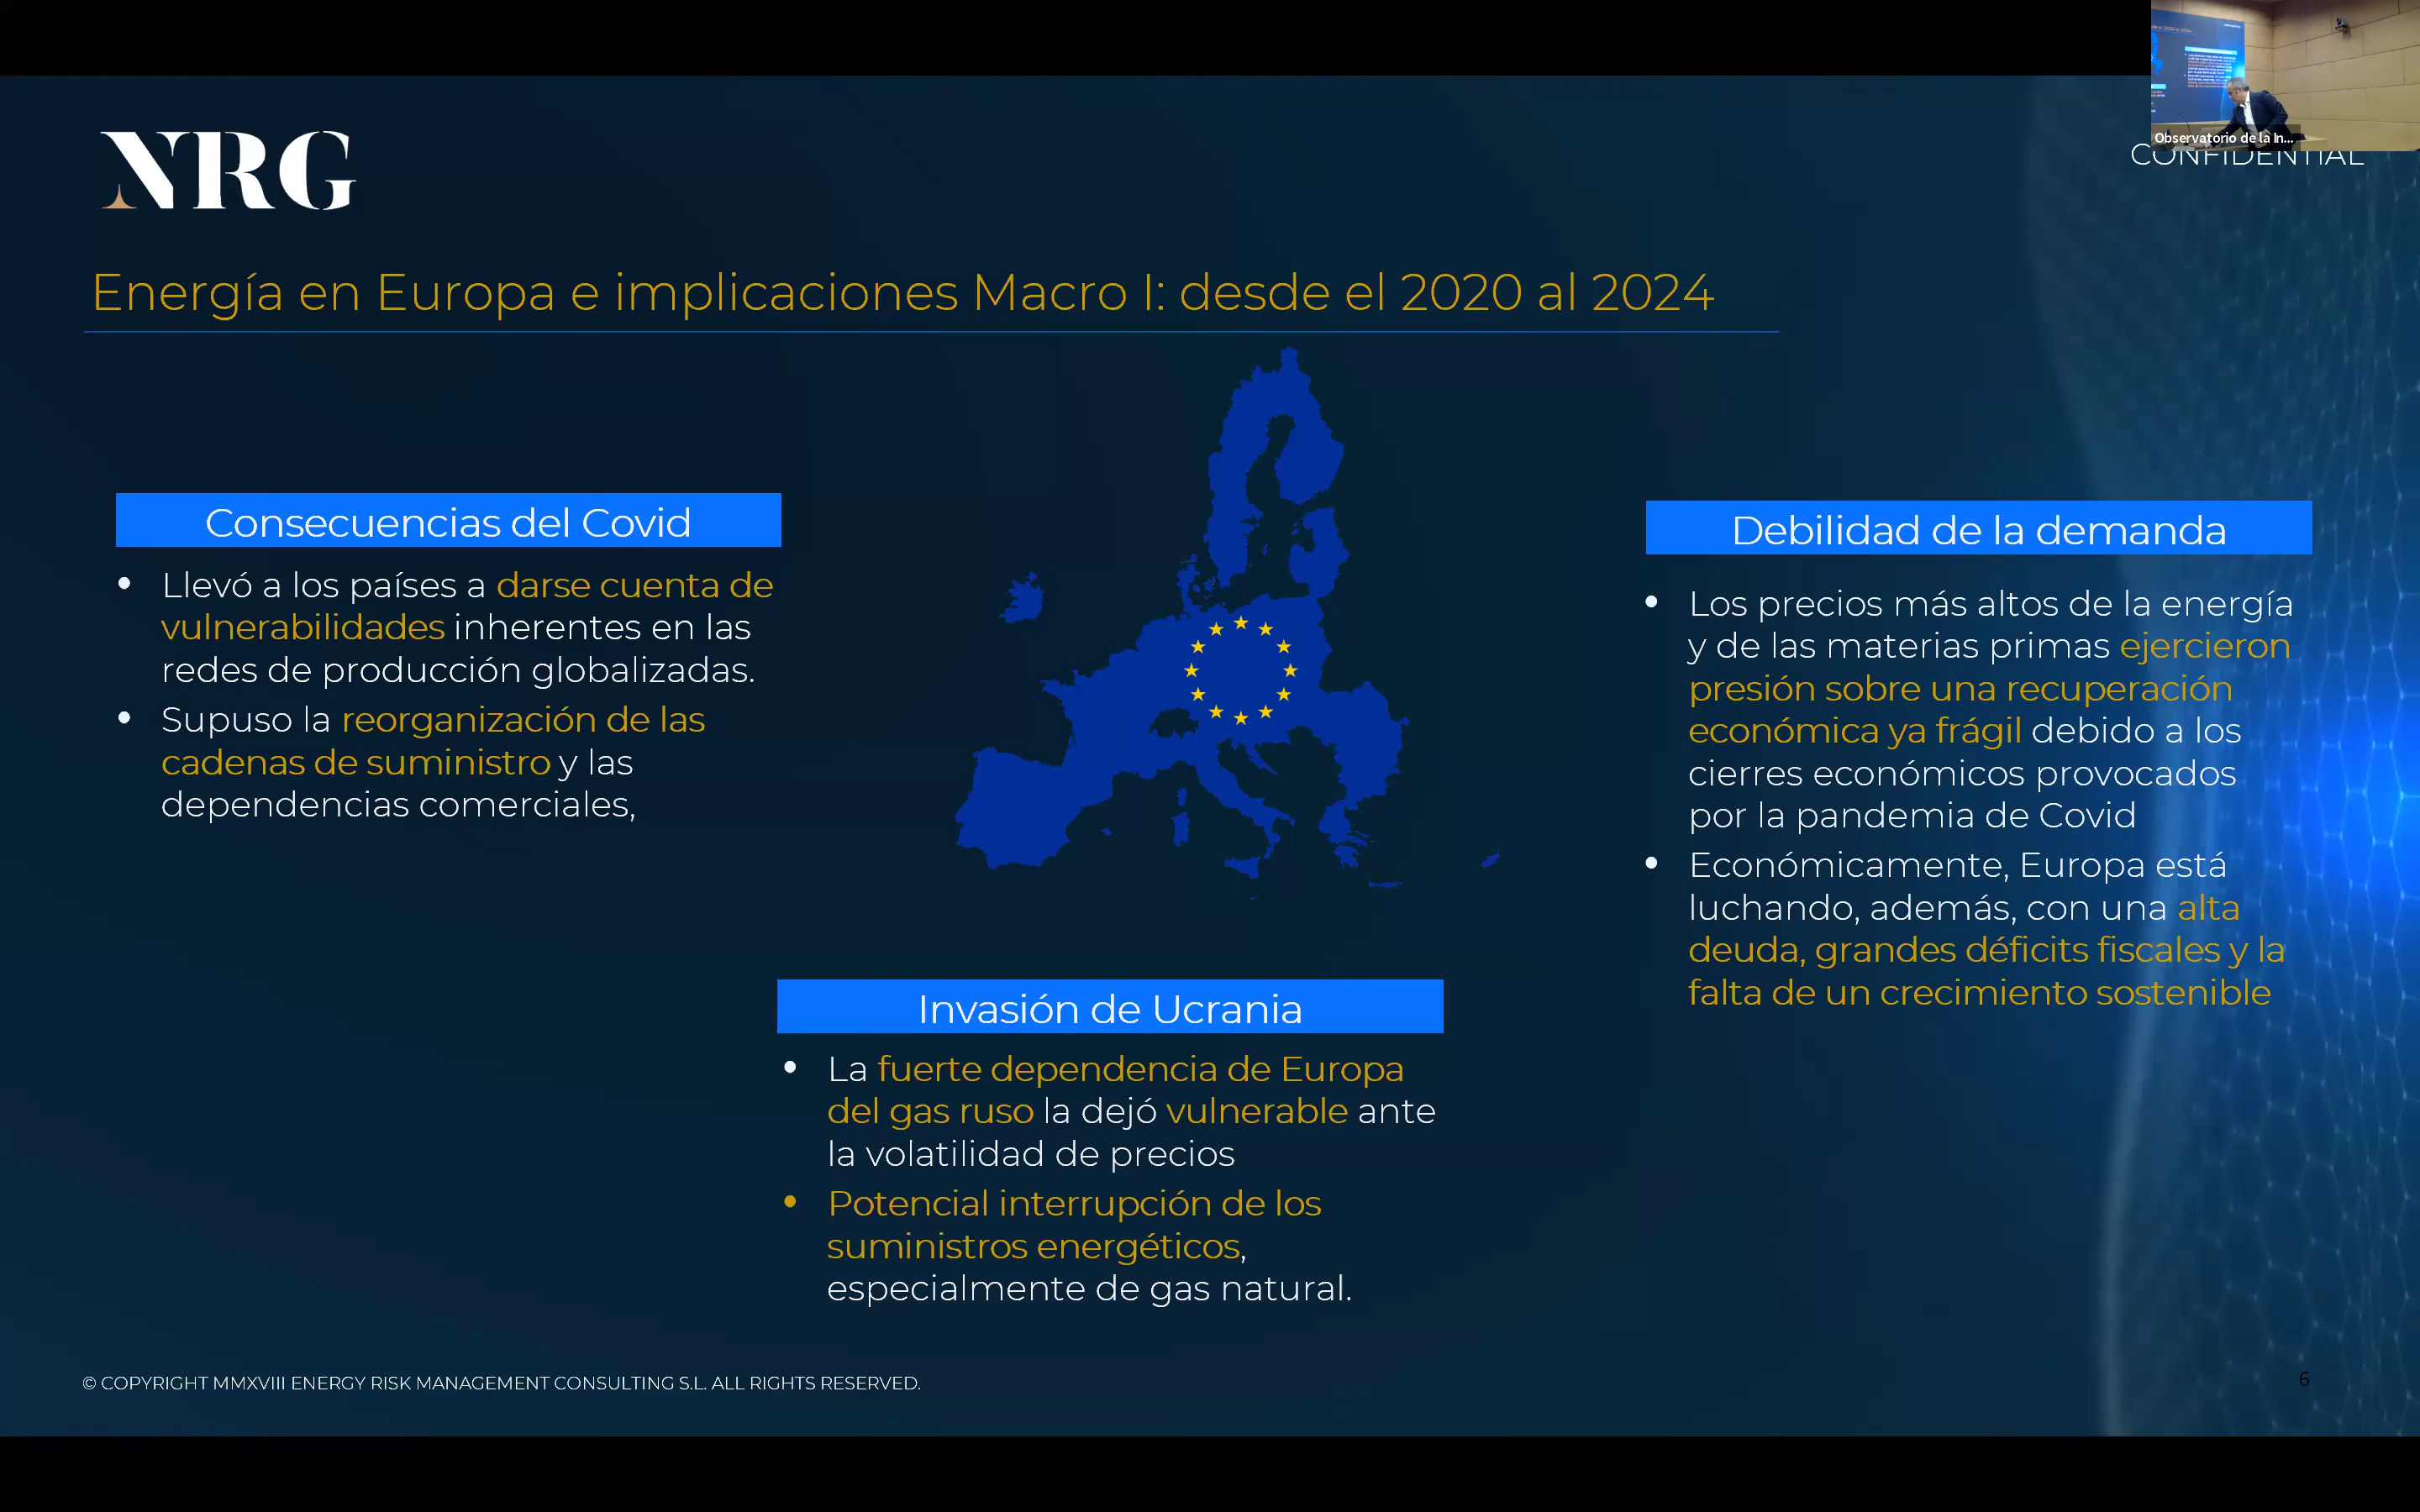 Observatorio de la In...
CONFIDENTIAL
NRG
Energía en Europa e implicaciones Macro I: desde el 2020 al 2024
Consecuencias del Covid
• Llevó a los países a darse cuenta de
vulnerabilidades inherentes en las
redes de producción globalizadas.
• Supuso la reorganización de las
cadenas de suministro y las
dependencias comerciales,
Invasión de Ucrania
• La fuerte dependencia de Europa
del gas ruso la dejó vulnerable ante
la volatilidad de precios
• Potencial interrupción de los
suministros energéticos,
especialmente de gas natural.
Debilidad de la demanda
• Los precios más altos de la energía
y de las materias primas ejercieron
presión sobre una recuperación
económica ya frágil debido a los
cierres económicos provocados
por la pandemia de Covid
• Económicamente, Europa está
luchando, además, con una alta
deuda, grandes déficits fiscales y la
falta de un crecimiento sostenible
© COPYRIGHT MMXVIII ENERGY RISK MANAGEMENT CONSULTING S.L. ALL RIGHTS RESERVED.
6